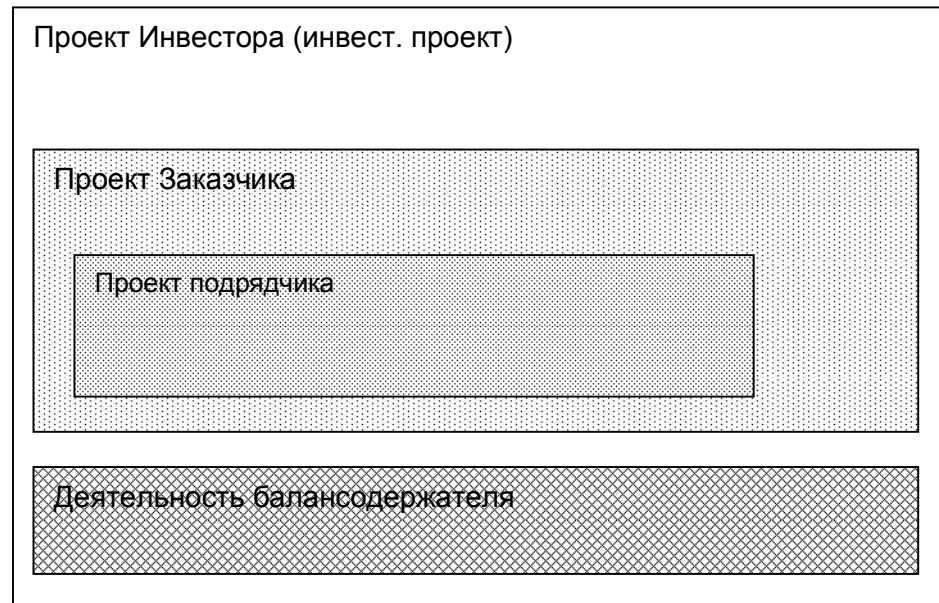 Проект Инвестора (инвест. проект)
Проект Заказчика
Проект подрядчика
Деятельность балансодержателя